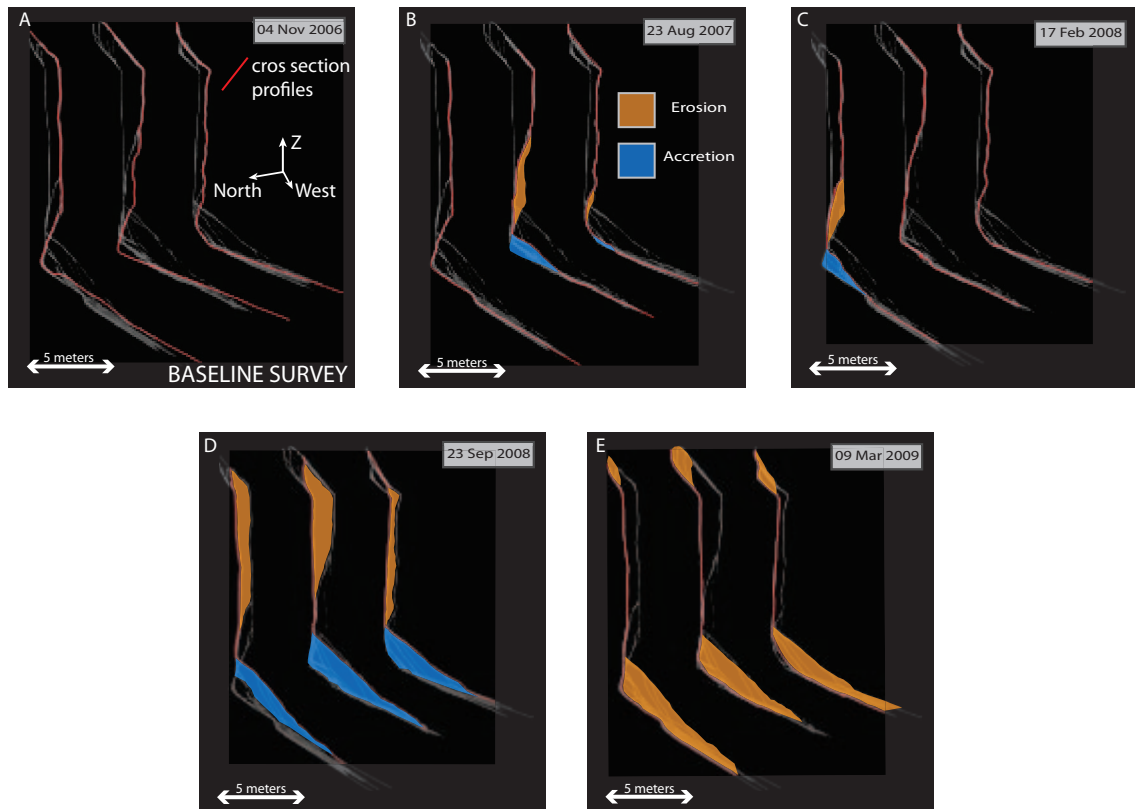 A
04 Nov 2006
cros section
profiles
Z
North
West
5 meters
BASELINE SURVEY
B
23 Aug 2007
Erosion
Accretion
5 meters
C
17 Feb 2008
5 meters
D
23 Sep 2008
5 meters
E
09 Mar 2009
5 meters